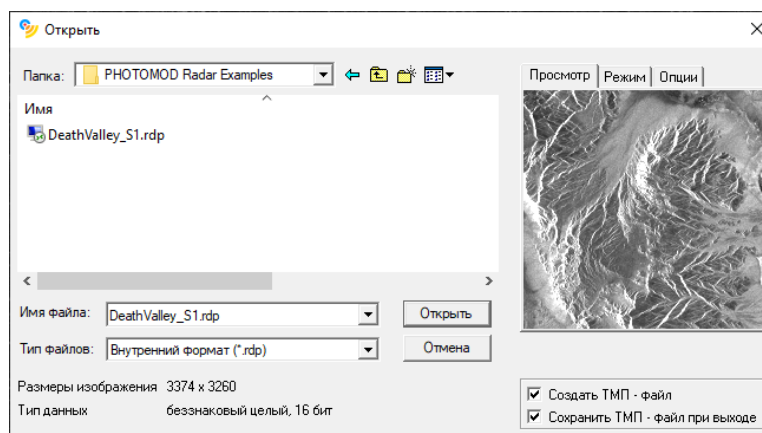 Открыть
Папка: PHOTOMOD Radar Examples
Просмотр Режим Опции
Имя
DeathValley_S1.rdp
Имя файла: DeathValley_S1.rdp Открыть
Тип файлов: Внутренний формат (*.rdp) Отмена
Размеры изображения 3374 x 3260
Тип данных беззнаковый целый, 16 бит
Создать ТМП - файл
Сохранить ТМП - файл при выходе